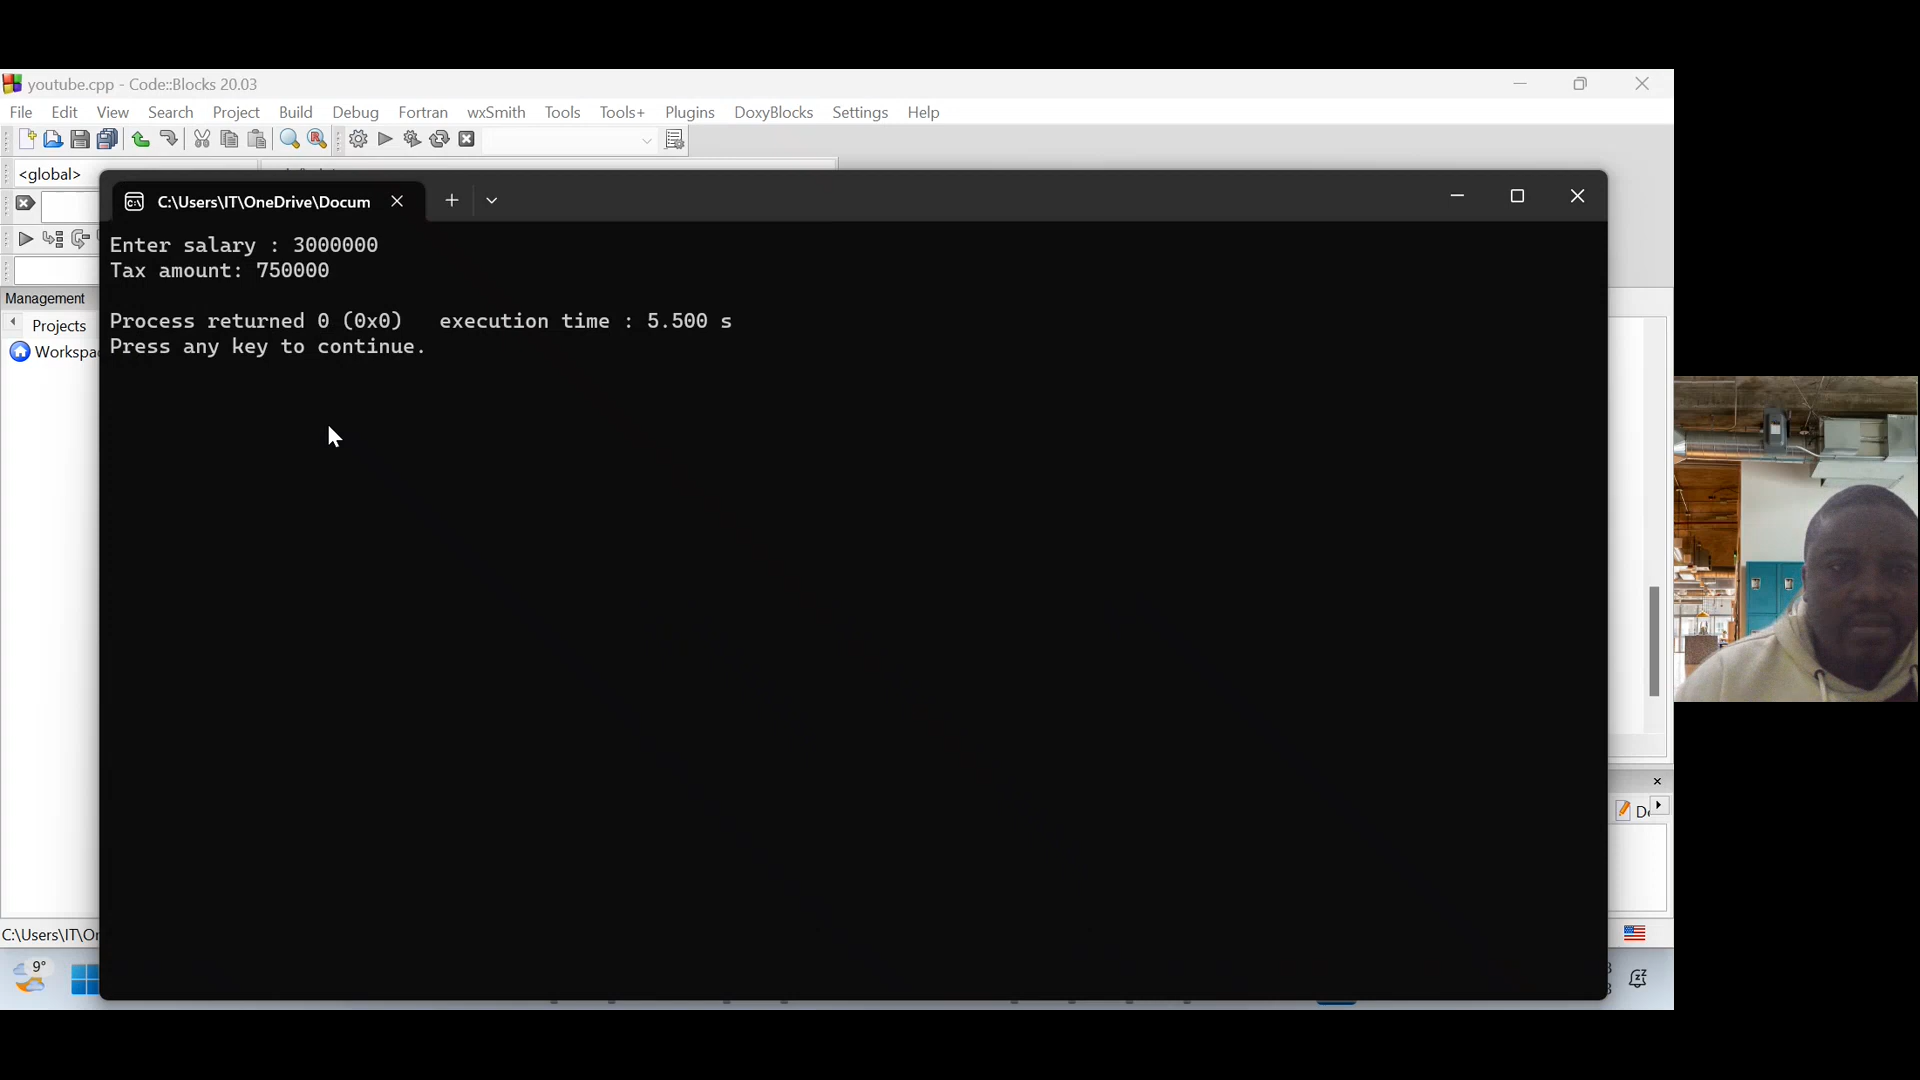 youtube.cpp - Code::Blocks 20.03
File Edit View Search Project Build Debug Fortran wxSmith Tools Tools+ Plugins DoxyBlocks Settings Help
<global>
C:\Users\IT\OneDrive\Docum
Enter salary : 3000000
Tax amount: 750000
Process returned 0 (0x0) execution time : 5.500 s
Press any key to continue.
Management
Projects
Workspa
C:\Users\IT\On
9°